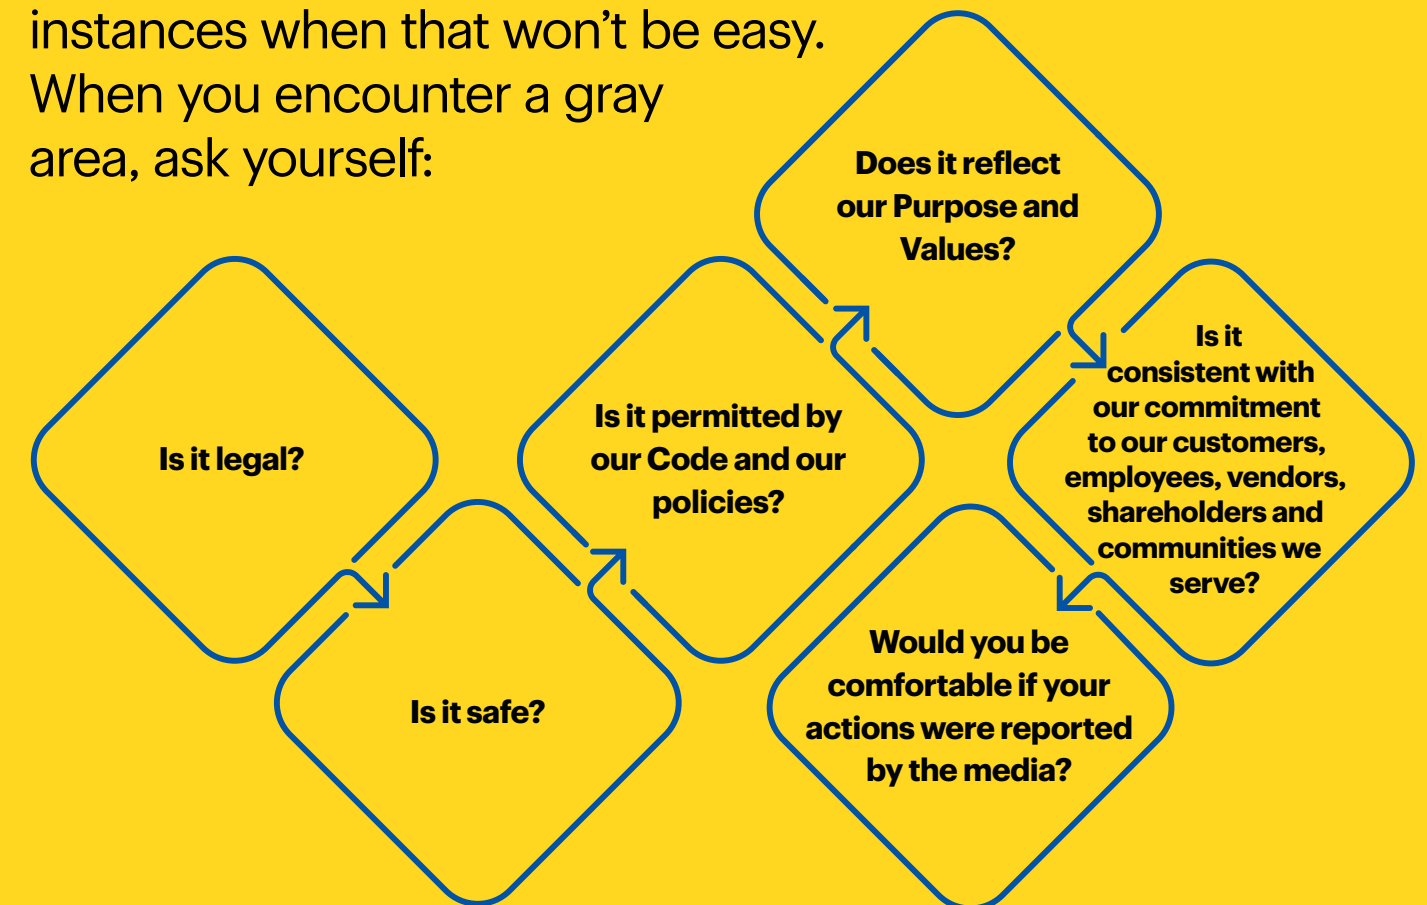 instances when that won’t be easy.
When you encounter a gray
area, ask yourself:
Is it legal?
Is it safe?
Is it permitted by
our Code and our
policies?
Does it reflect
our Purpose and
Values?
Is it
consistent with
our commitment
to our customers,
employees, vendors,
shareholders and
communities we
serve?
Would you be
comfortable if your
actions were reported
by the media?